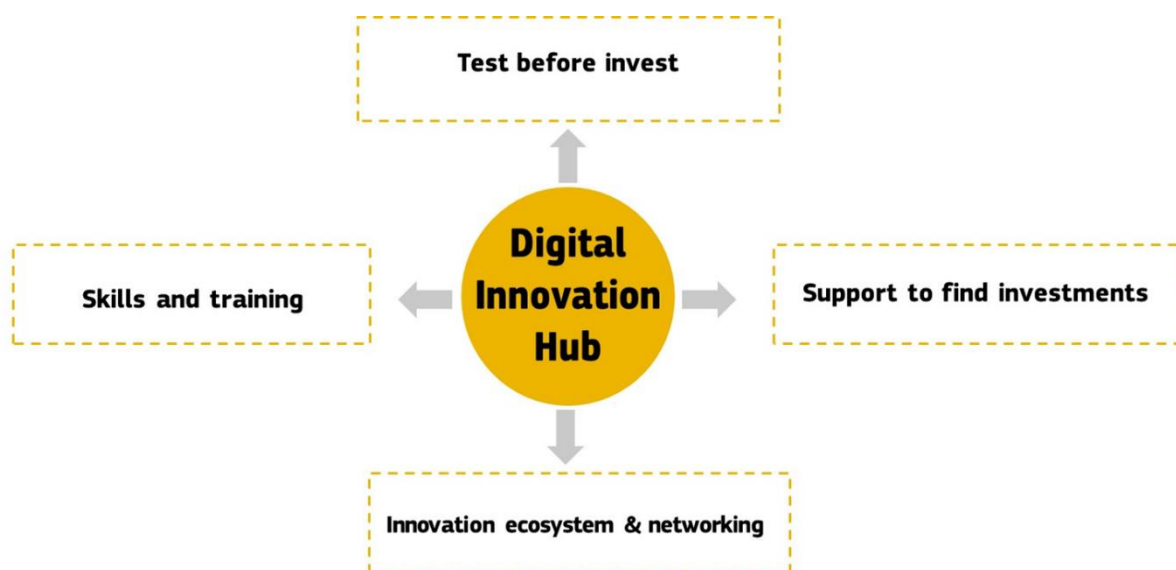 Test before invest
Digital
Innovation
Hub
Skills and training
Support to find investments
Innovation ecosystem & networking